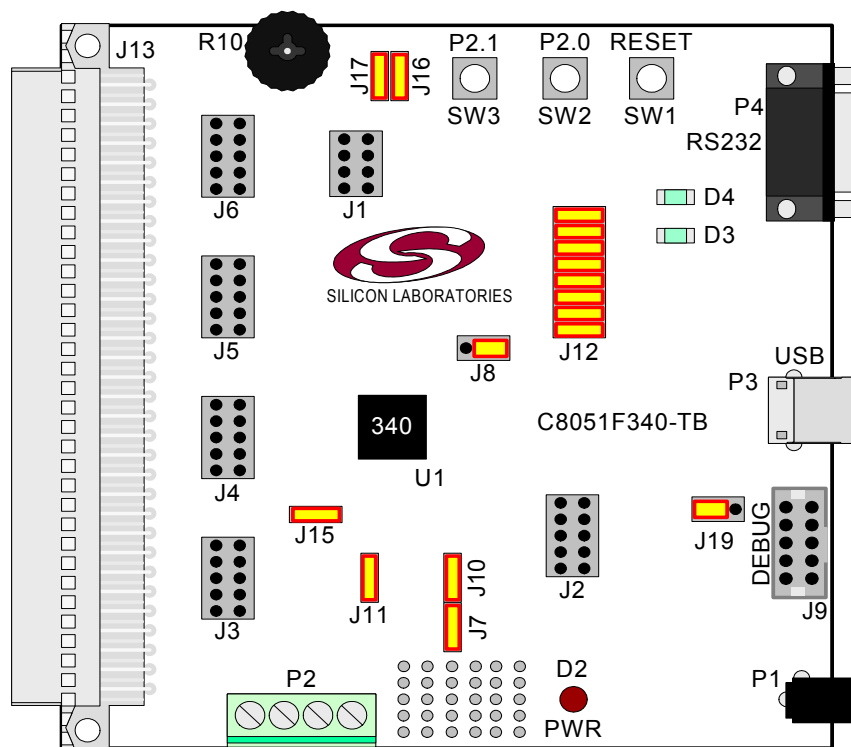 J13
R10
J17
J16
P2.1
P2.0
RESET
SW3
SW2
SW1
P4
RS232
J6
J1
D4
D3
SILICON LABORATORIES
J5
J12
J8
USB
P3
340
C8051F340-TB
U1
J4
J15
J19
DEBUG
J9
J2
J10
J11
J7
J3
P2
D2
PWR
P1